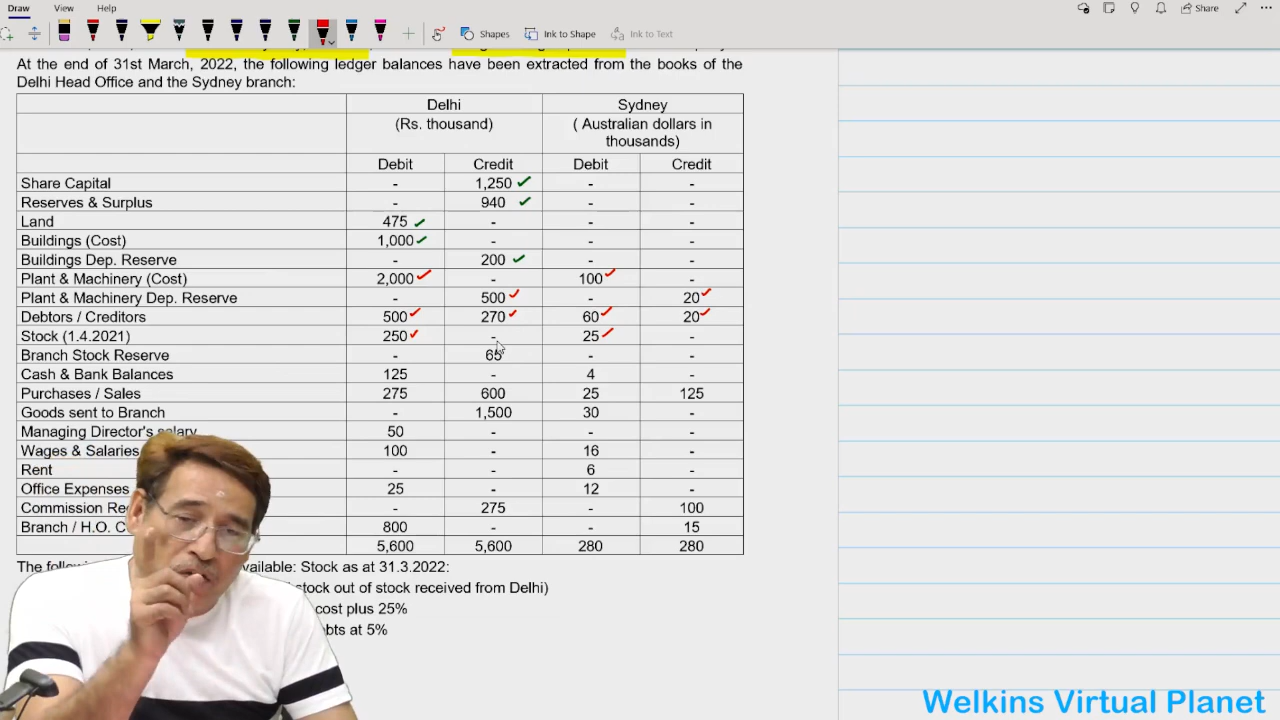 Draw View Help Share
Shapes Ink to Shape Ink to Text
At the end of 31st March, 2022, the following ledger balances have been extracted from the books of the
Delhi Head Office and the Sydney branch:
Delhi Sydney
(Rs. thousand) ( Australian dollars in
thousands)
Debit Credit Debit Credit
Share Capital - 1,250 - -
Reserves & Surplus - 940 - -
Land 475 - - -
Buildings (Cost) 1,000 - - -
Buildings Dep. Reserve - 200 - -
Plant & Machinery (Cost) 2,000 - 100 -
Plant & Machinery Dep. Reserve - 500 - 20
Debtors / Creditors 500 270 60 20
Stock (1.4.2021) 250 - 25 -
Branch Stock Reserve - 65 - -
Cash & Bank Balances 125 - 4 -
Purchases / Sales 275 600 25 125
Goods sent to Branch - 1,500 30 -
Managing Director's salary 50 - - -
Wages & Salaries 100 - 16 -
Rent - - 6 -
Office Expenses 25 - 12 -
Commission - 275 - 100
Branch / H.O. 800 - - 15
5,600 5,600 280 280
The Stock as at 31.3.2022:
stock out of stock received from Delhi)
cost plus 25%
at 5%
Welkins Virtual Planet